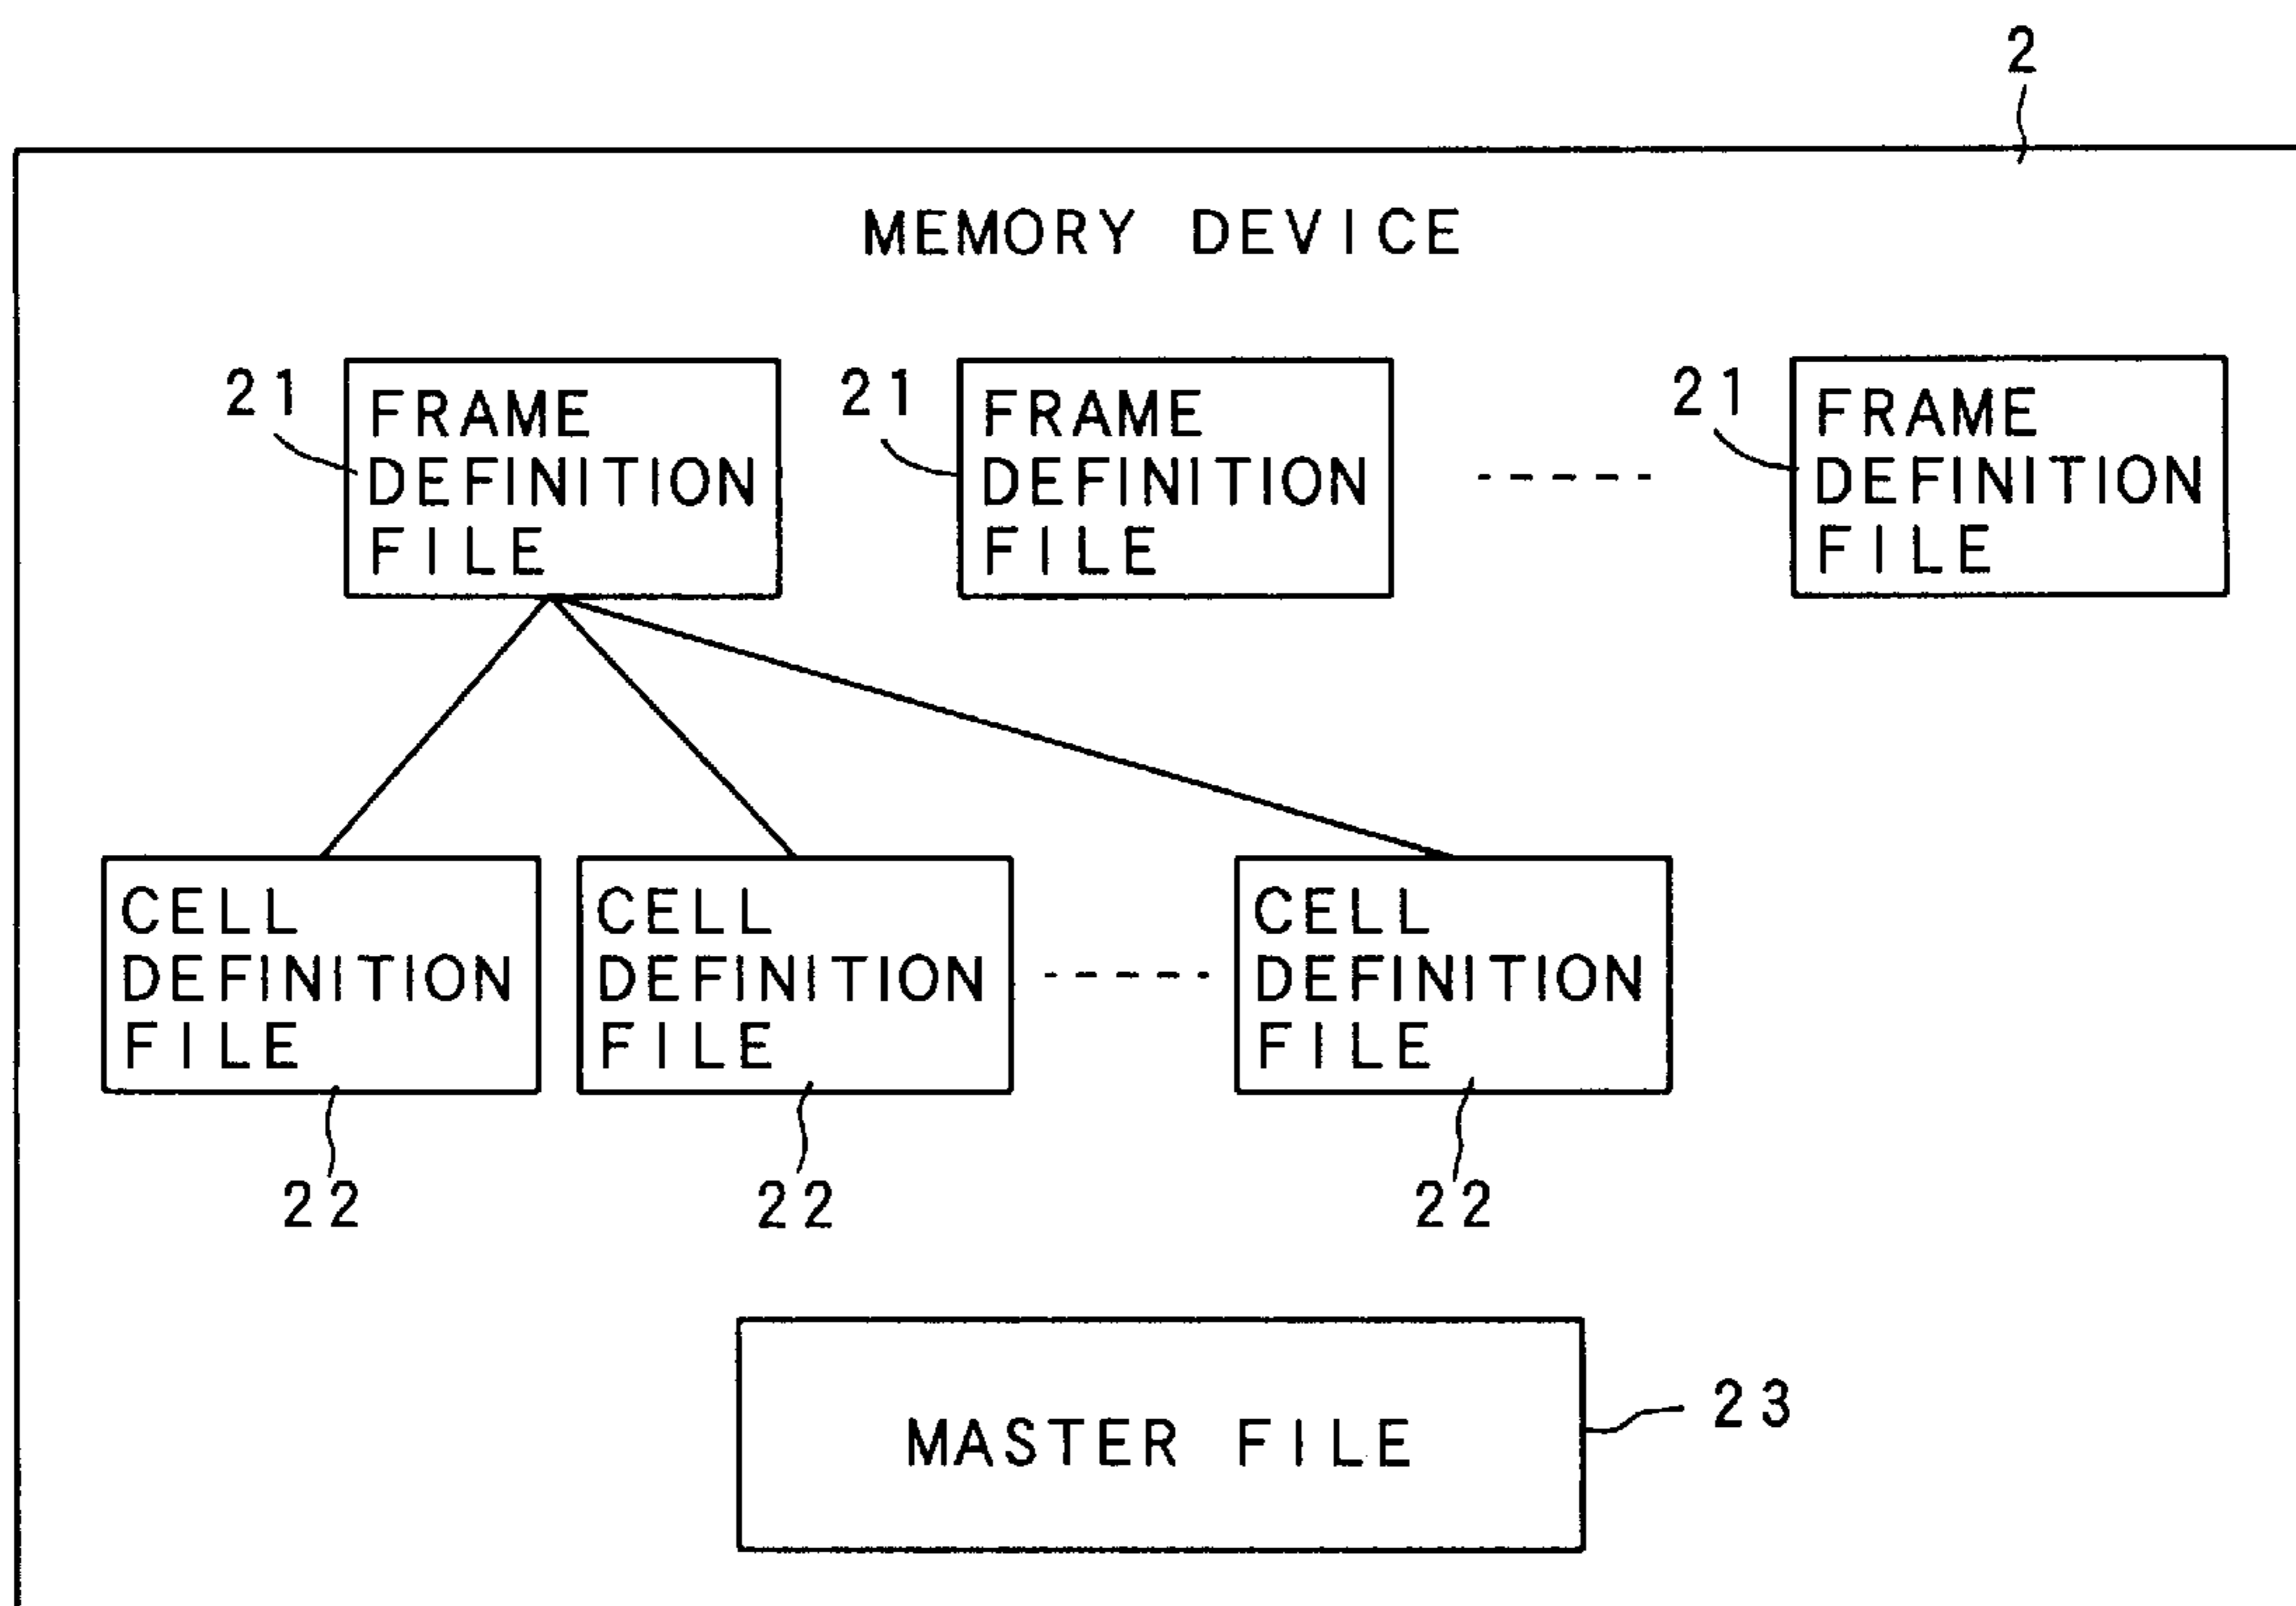 2
MEMORY DEVICE
21
FRAME
DEFINITION
FILE
21
FRAME
DEFINITION
FILE
21
FRAME
DEFINITION
FILE
CELL
DEFINITION
FILE
22
CELL
DEFINITION
FILE
22
CELL
DEFINITION
FILE
22
MASTER FILE
23